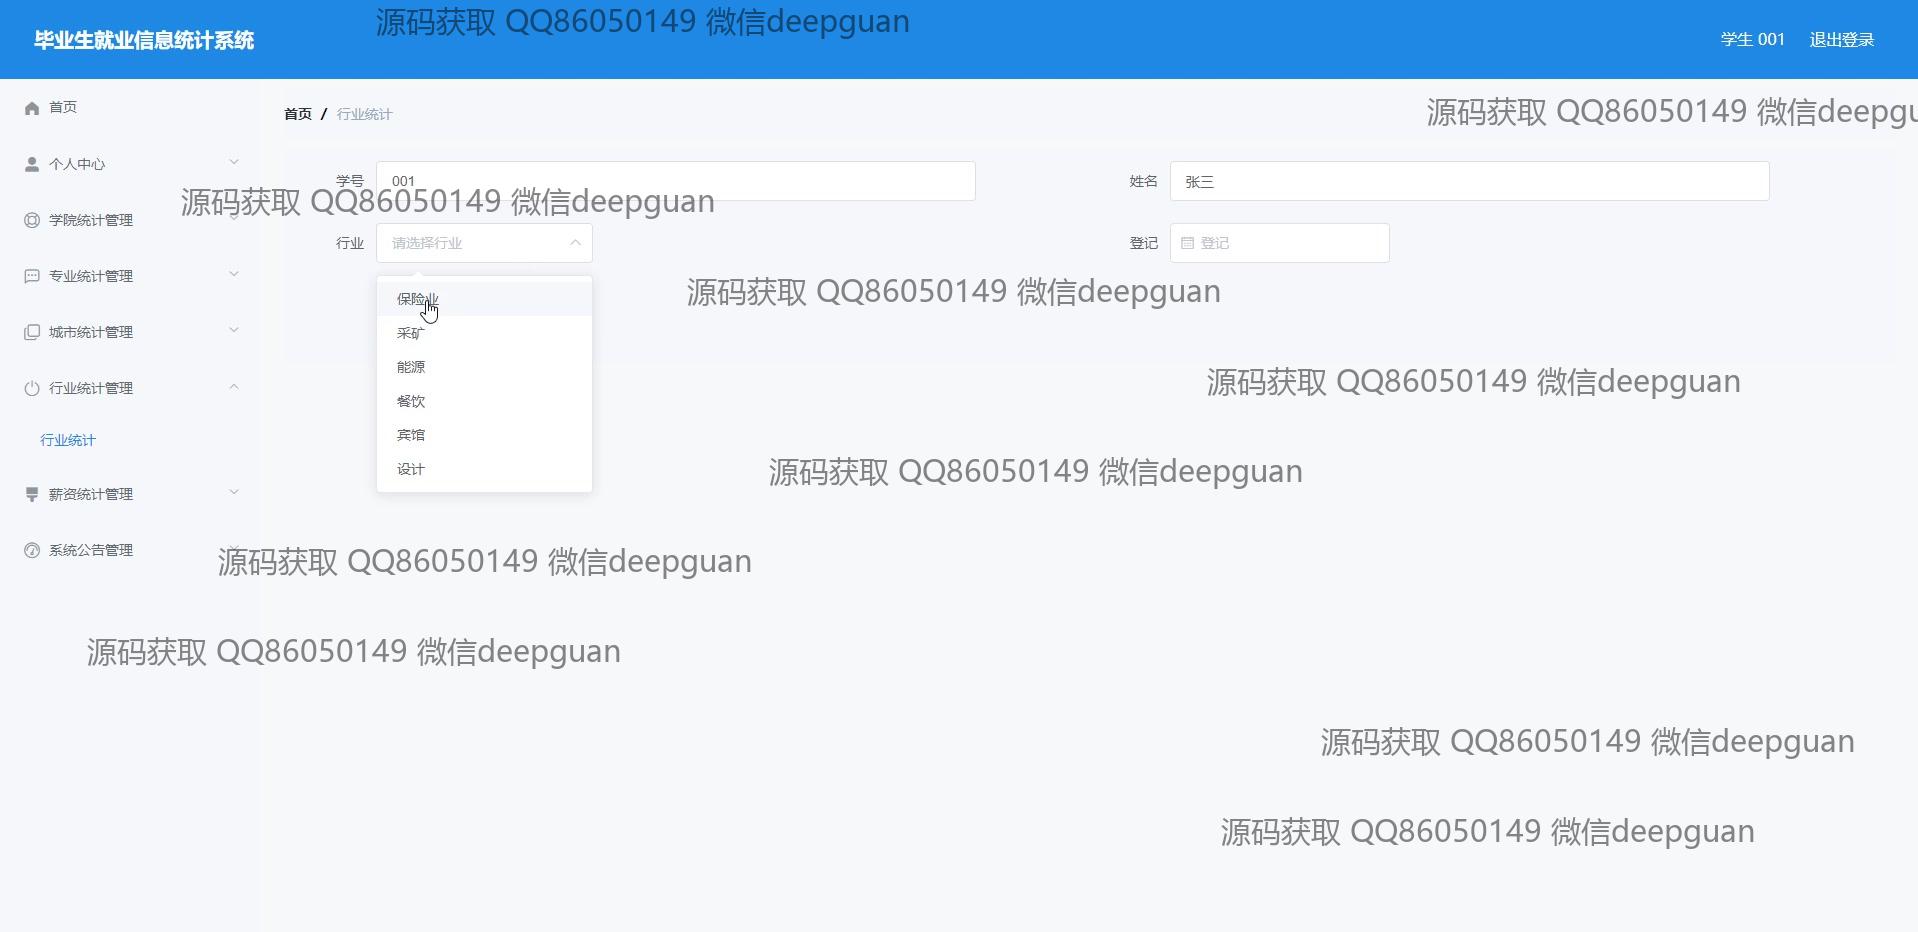 源码获取 QQ86050149 微信deepguan
毕业生就业信息统计系统
学生 001 退出登录
首页
首页 / 行业统计
源码获取 QQ86050149 微信deepgu
个人中心
学号 001
姓名 张三
源码获取 QQ86050149 微信deepguan
学院统计管理
行业 请选择行业
登记 登记
专业统计管理
保险业
源码获取 QQ86050149 微信deepguan
城市统计管理
采矿
能源
源码获取 QQ86050149 微信deepguan
行业统计管理
餐饮
宾馆
行业统计
设计
源码获取 QQ86050149 微信deepguan
薪资统计管理
系统公告管理
源码获取 QQ86050149 微信deepguan
源码获取 QQ86050149 微信deepguan
源码获取 QQ86050149 微信deepguan
源码获取 QQ86050149 微信deepguan